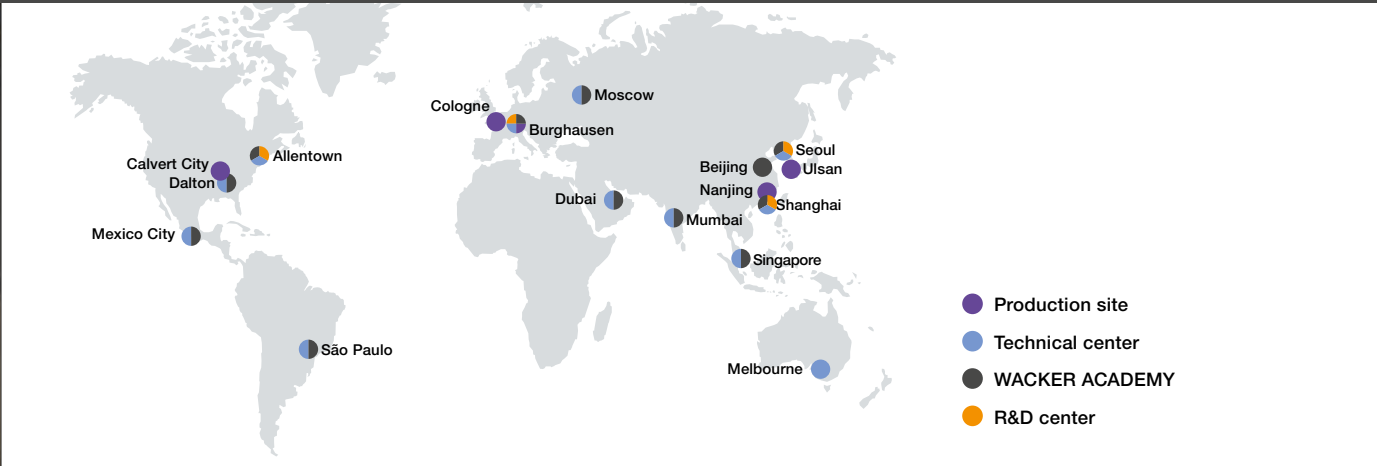 Moscow
Cologne
Burghausen
Allentown
Calvert City
Dalton
Seoul
Beijing
Ulsan
Nanjing
Shanghai
Dubai
Mumbai
Mexico City
Singapore
São Paulo
Melbourne
Production site
Technical center
WACKER ACADEMY
R&D center